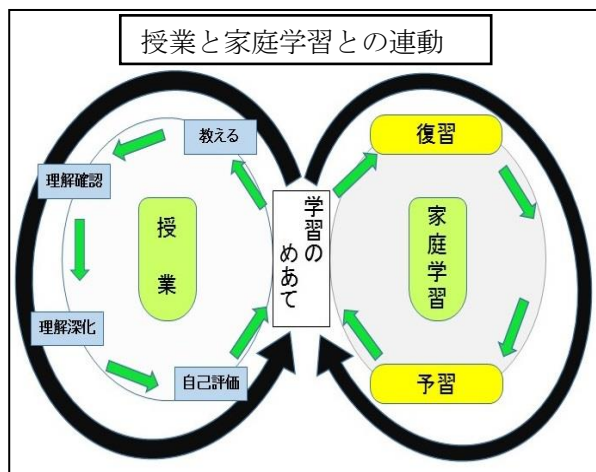 授業と家庭学習との連動
教える
理解確認
授業
理解深化
自己評価
学習の
めあて
復習
家庭学習
予習